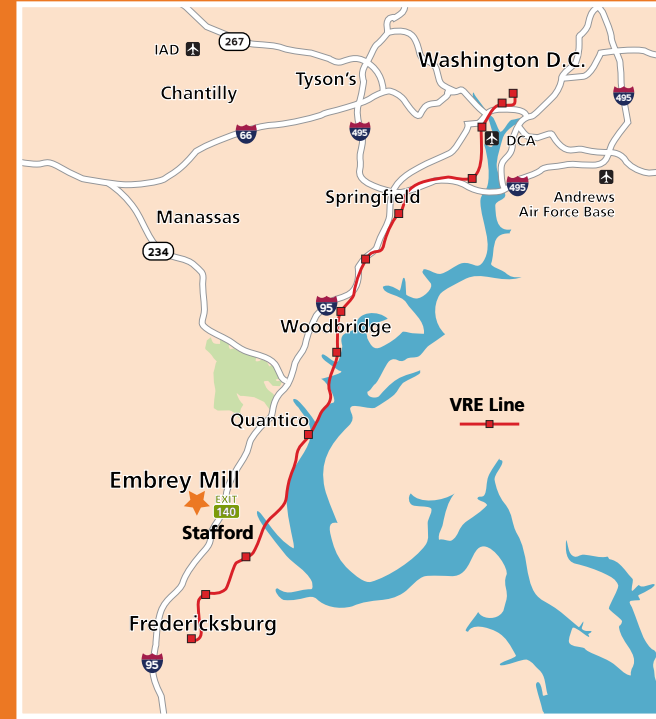 Washington D.C.
IAD
267
Tyson's
Chantilly
495
66
495
DCA
Springfield
495
Andrews
Air Force Base
Manassas
234
95
Woodbridge
VRE Line
Quantico
Embrey Mill
EXIT
140
Stafford
Fredericksburg
95